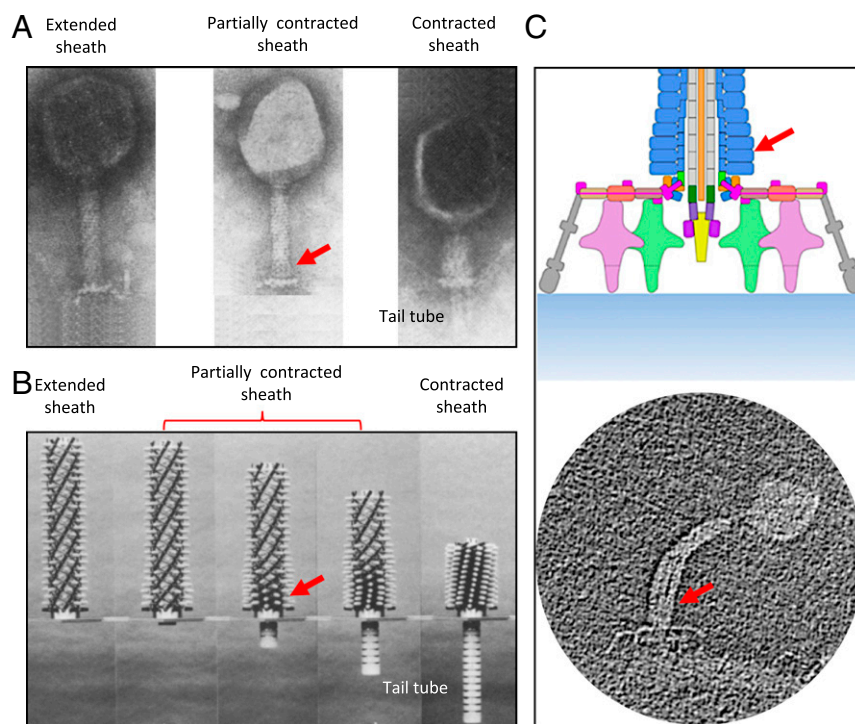 A
Extended
sheath
Partially contracted
sheath
Contracted
sheath
Tail tube
B
Extended
sheath
Partially contracted
sheath
Contracted
sheath
Tail tube
C